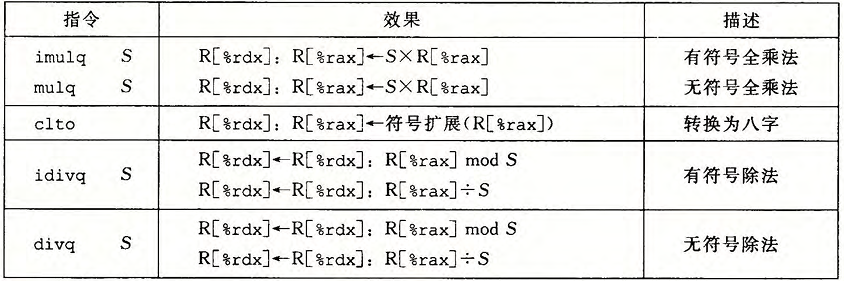 指令 效果 描述
imulq S R[%rdx]：R[%rax]←S×R[%rax] 有符号全乘法
mulq S R[%rdx]：R[%rax]←S×R[%rax] 无符号全乘法
clto R[%rdx]：R[%rax]←符号扩展(R[%rax]) 转换为八字
idivq S R[%rdx]←R[%rdx]：R[%rax] mod S 有符号除法
R[%rdx]←R[%rdx]：R[%rax]÷S
divq S R[%rdx]←R[%rdx]：R[%rax] mod S 无符号除法
R[%rdx]←R[%rdx]：R[%rax]÷S